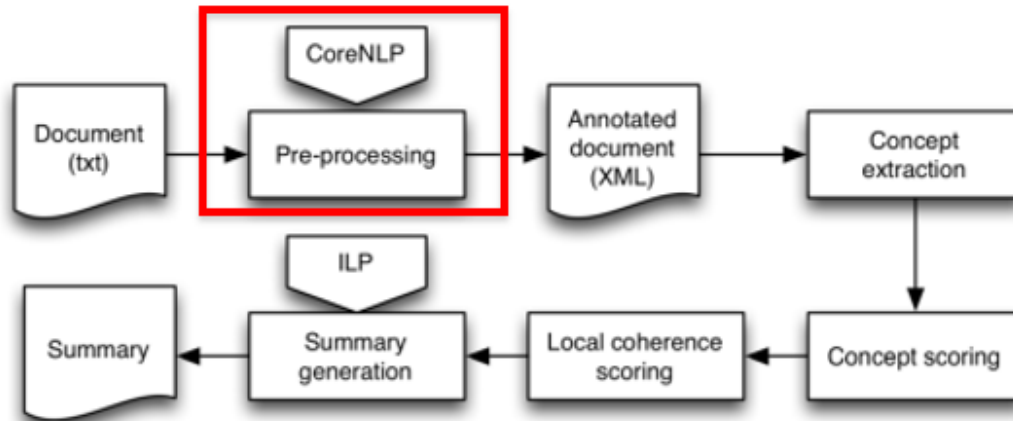 CoreNLP
Document
(txt)
Pre-processing
Annotated
document
(XML)
Concept
extraction
ILP
Summary
Summary
generation
Local coherence
scoring
Concept scoring